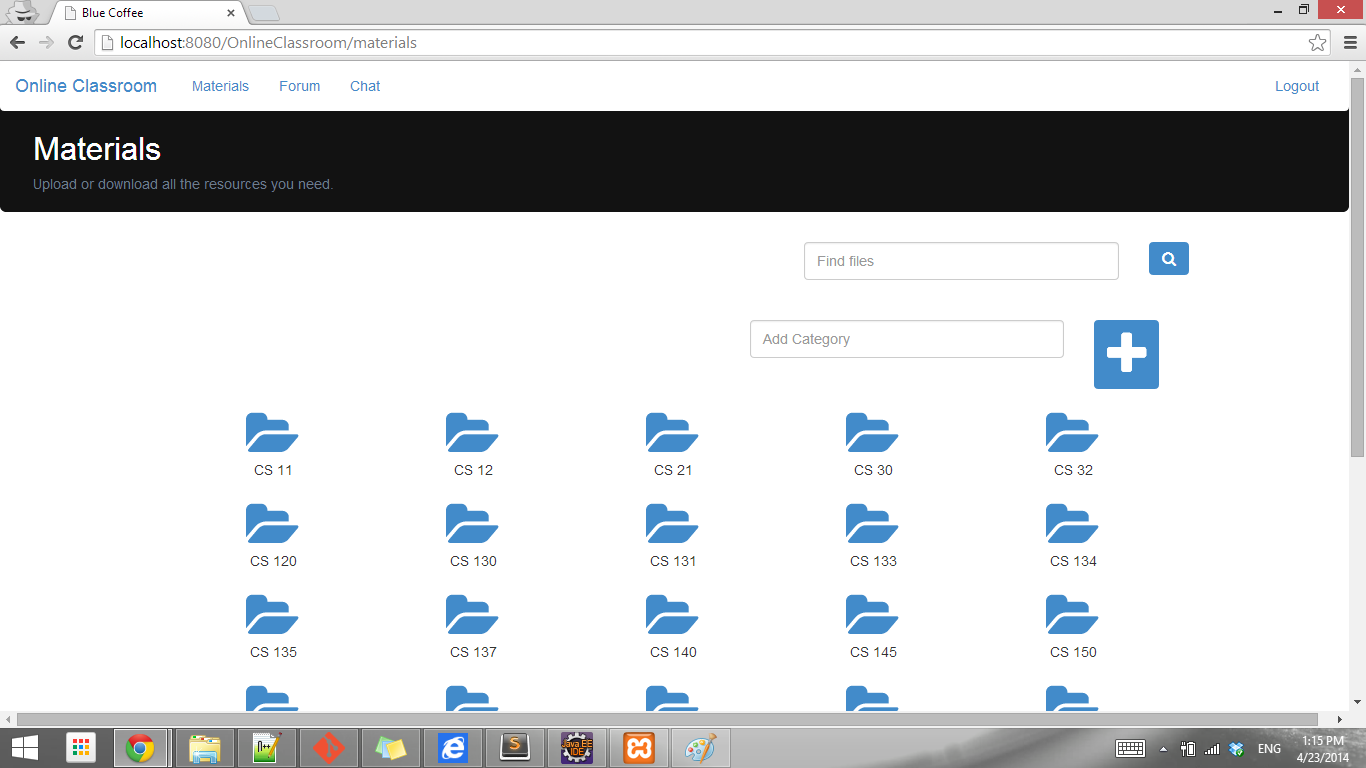 Blue Coffee
localhost:8080/OnlineClassroom/materials
Online Classroom Materials Forum Chat Logout
Materials
Upload or download all the resources you need.
Find files
Add Category
CS 11 CS 12 CS 21 CS 30 CS 32
CS 120 CS 130 CS 131 CS 133 CS 134
CS 135 CS 137 CS 140 CS 145 CS 150
Java EE
IDE
ENG
1:15 PM
4/23/2014